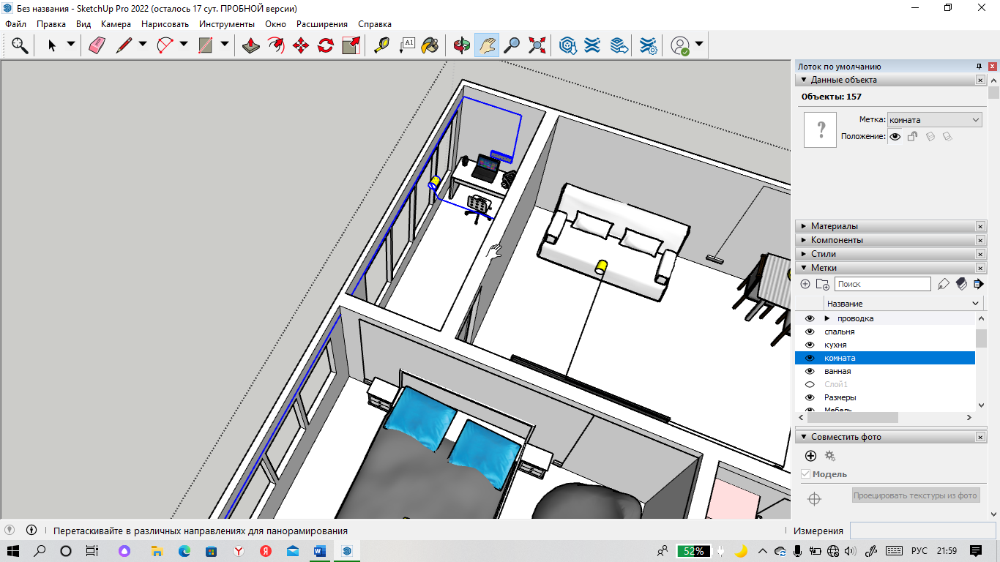 Без названия - SketchUp Pro 2022 (осталось 17 сут. ПРОБНОЙ версии)
Файл Правка Вид Камера Нарисовать Инструменты Окно Расширения Справка
A1
Лоток по умолчанию
Данные объекта
Объекты: 157
?
Метка: комната
Положение:
Материалы
Компоненты
Стили
Метки
Поиск
Название
проводка
спальня
кухня
комната
ванная
Слой1
Размеры
Мебель
Совместить фото
Модель
Проецировать текстуры из фото
Перетаскивайте в различных направлениях для панорамирования
Измерения
52% РУС 21:59